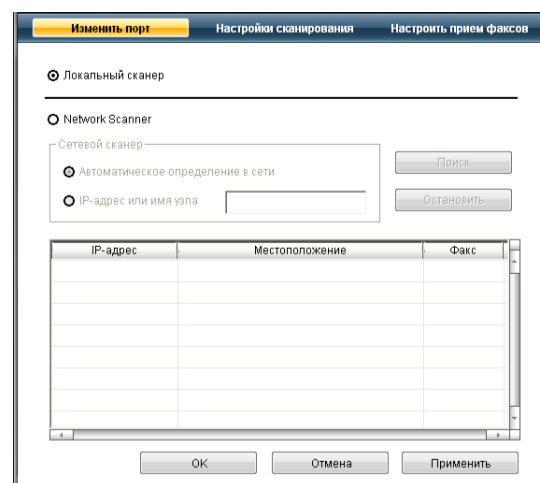 Изменить порт Настройки сканирования Настроить прием факсов
Локальный сканер
Network Scanner
Сетевой сканер
Автоматическое определение в сети
Поиск
IP-адрес или имя узла
Остановить
IP-адрес Местоположение Факс
OK Отмена Применить